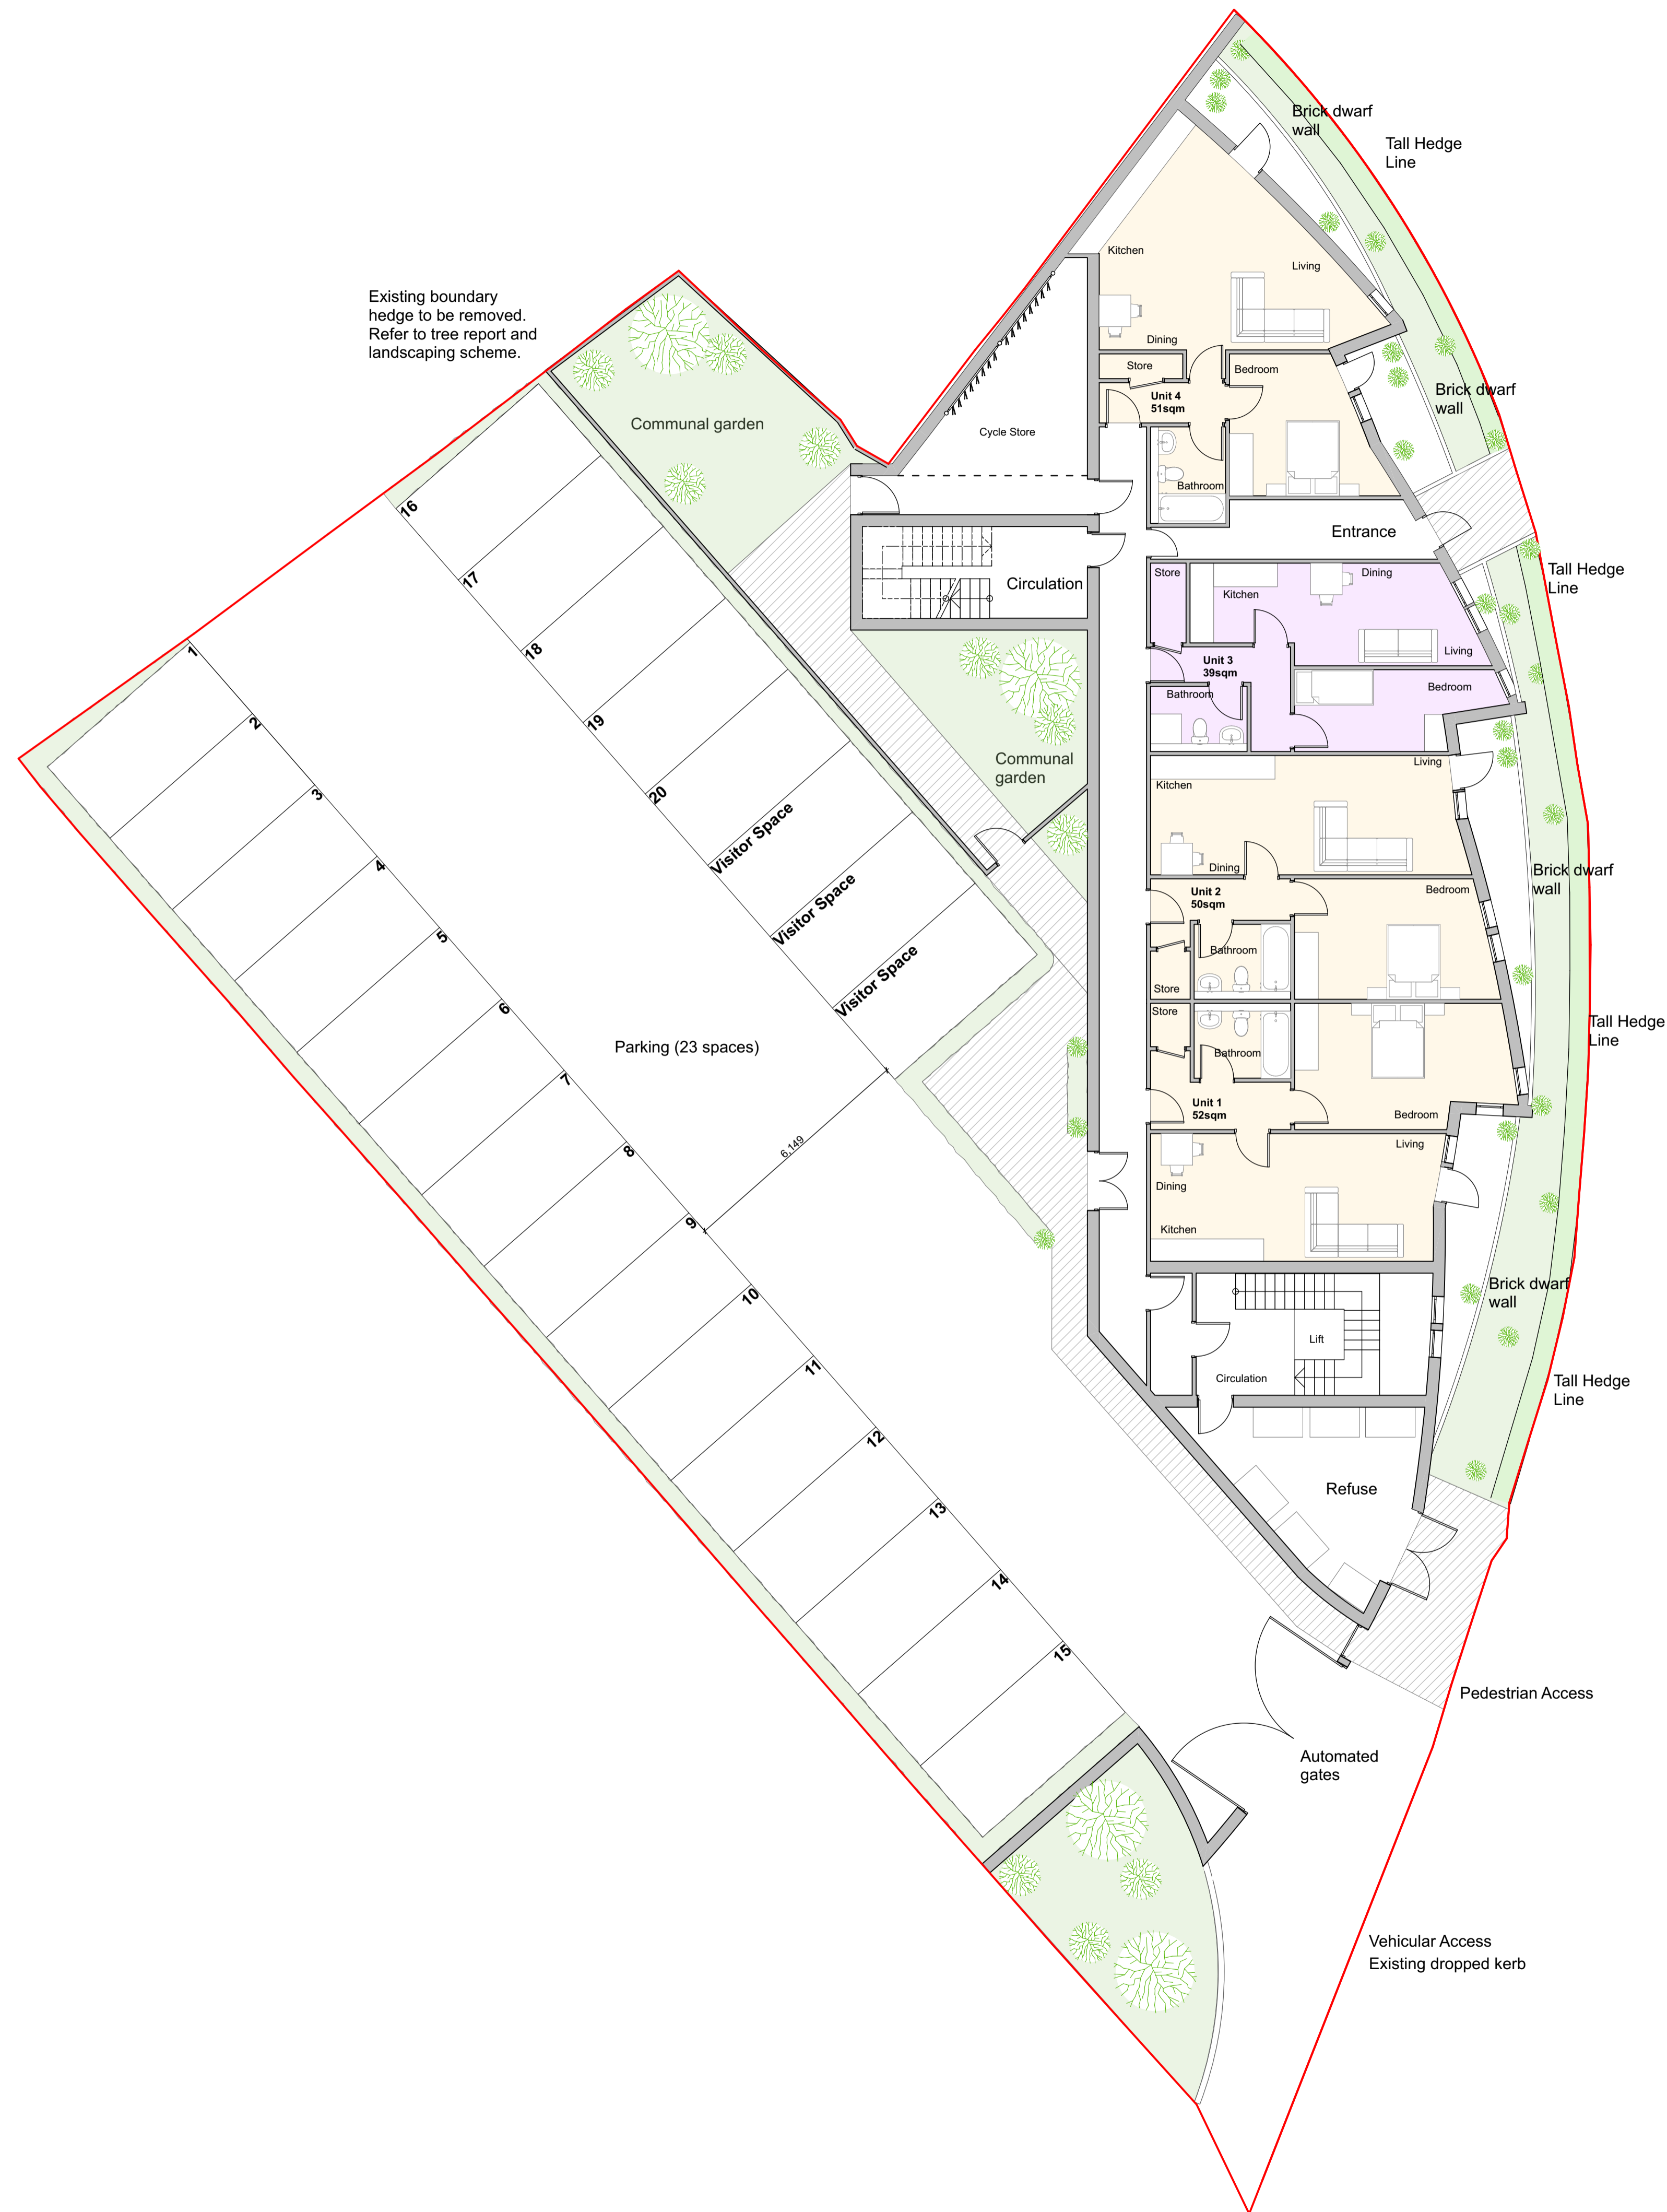 Brick dwarf
wall
Tall Hedge
Line
Kitchen
Living
Dining
Existing boundary
hedge to be removed.
Refer to tree report and
landscaping scheme.
Store
Bedroom
Unit 4
51sqm
Brick dwarf
wall
Communal garden
Cycle Store
Bathroom
16
Entrance
17
Circulation
Store
Dining
Kitchen
Tall Hedge
Line
1
18
Living
Unit 3
39sqm
Bedroom
Bathroom
2
19
Communal
garden
Living
Kitchen
3
20
Visitor Space
Dining
4
Visitor Space
Brick dwarf
wall
Unit 2
50sqm
Bedroom
5
Bathroom
Visitor Space
Store
6
Store
Tall Hedge
Line
Parking (23 spaces)
Bathroom
7
Unit 1
52sqm
Bedroom
8
6,149
Living
Dining
9
Kitchen
10
Brick dwarf
wall
Lift
11
Circulation
Tall Hedge
Line
12
Refuse
13
14
15
Pedestrian Access
Automated
gates
Vehicular Access
Existing dropped kerb